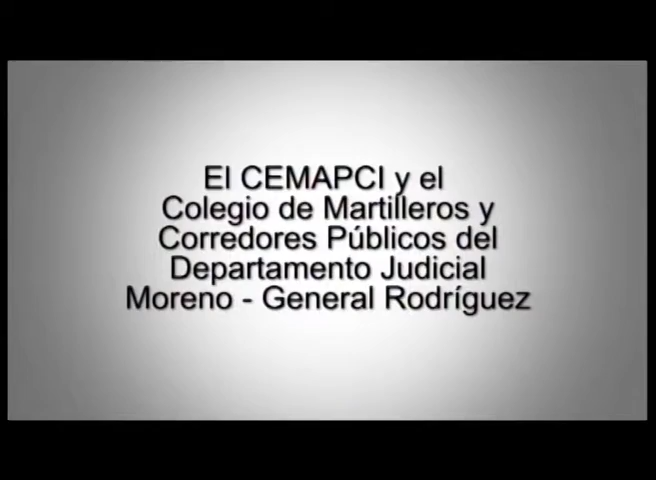 El CEMAPCI y el
Colegio de Martilleros y
Corredores Públicos del
Departamento Judicial
Moreno - General Rodríguez